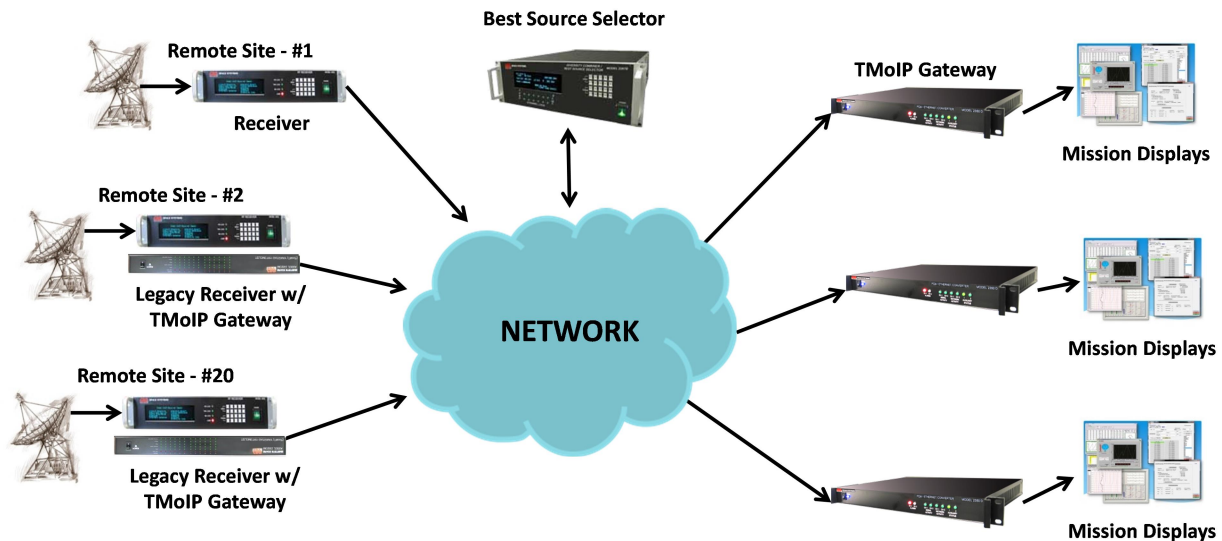 Best Source Selector
Remote Site - #1
Receiver
TMoIP Gateway
Mission Displays
Remote Site - #2
Legacy Receiver w/
TMoIP Gateway
NETWORK
Mission Displays
Remote Site - #20
Legacy Receiver w/
TMoIP Gateway
Mission Displays